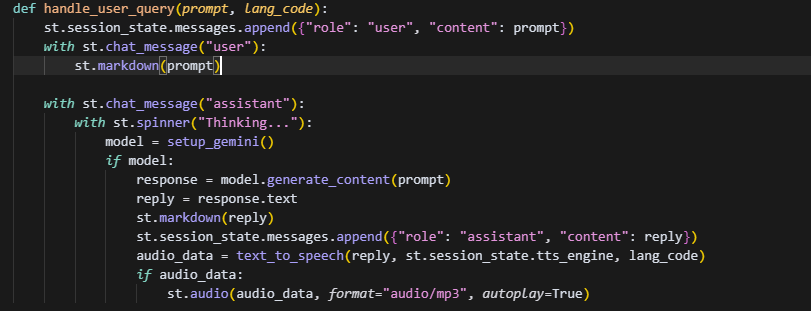 def handle_user_query(prompt, lang_code):
    st.session_state.messages.append({"role": "user", "content": prompt})
    with st.chat_message("user"):
        st.markdown(prompt)
    with st.chat_message("assistant"):
        with st.spinner("Thinking..."):
            model = setup_gemini()
            if model:
                response = model.generate_content(prompt)
                reply = response.text
                st.markdown(reply)
                st.session_state.messages.append({"role": "assistant", "content": reply})
                audio_data = text_to_speech(reply, st.session_state.tts_engine, lang_code)
                if audio_data:
                    st.audio(audio_data, format="audio/mp3", autoplay=True)